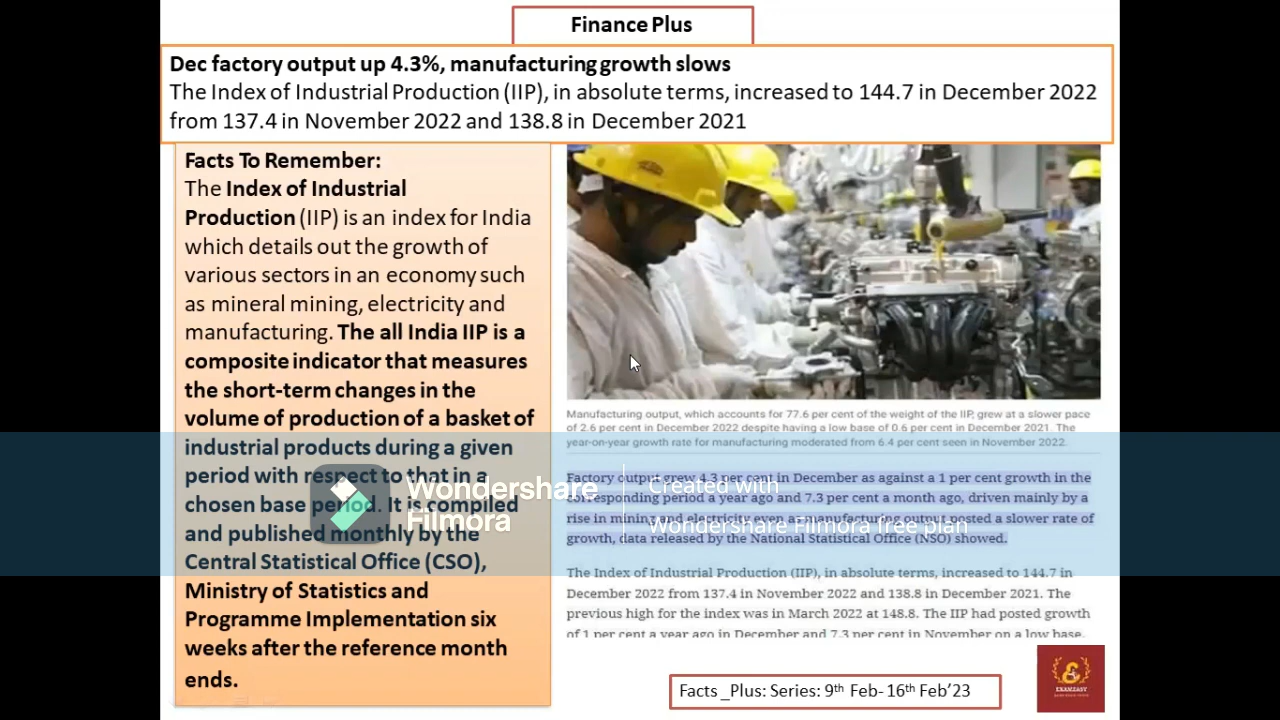 Finance Plus
Dec factory output up 4.3%, manufacturing growth slows
The Index of Industrial Production (IIP), in absolute terms, increased to 144.7 in December 2022
from 137.4 in November 2022 and 138.8 in December 2021
Facts To Remember:
The Index of Industrial
Production (IIP) is an index for India
which details out the growth of
various sectors in an economy such
as mineral mining, electricity and
manufacturing. The all India IIP is a
composite indicator that measures
the short-term changes in the
volume of production of a basket of
industrial products during a given
period with respect to that in a
chosen base period. It is compiled
and published monthly by the
Central Statistical Office (CSO),
Ministry of Statistics and
Programme Implementation six
weeks after the reference month
ends.
Manufacturing output, which accounts for 77.6 per cent of the weight of the IIP, grew at a slower pace
of 2.6 per cent in December 2022 despite having a low base of 0.6 per cent in December 2021. The
year-on-year growth rate for manufacturing moderated from 6.4 per cent seen in November 2022.
Factory output grew 4.3 per cent in December as against a 1 per cent growth in the
corresponding period a year ago and 7.3 per cent a month ago, driven mainly by a
rise in mining and electricity even as manufacturing output posted a slower rate of
growth, data released by the National Statistical Office (NSO) showed.
The Index of Industrial Production (IIP), in absolute terms, increased to 144.7 in
December 2022 from 137.4 in November 2022 and 138.8 in December 2021. The
previous high for the index was in March 2022 at 148.8. The IIP had posted growth
of 1 per cent a year ago in December and 7.3 per cent in November on a low base.
Wondershare
Filmora
Created with
Wondershare Filmora free plan
Facts _Plus: Series: 9th Feb- 16th Feb'23
EXAMEASY